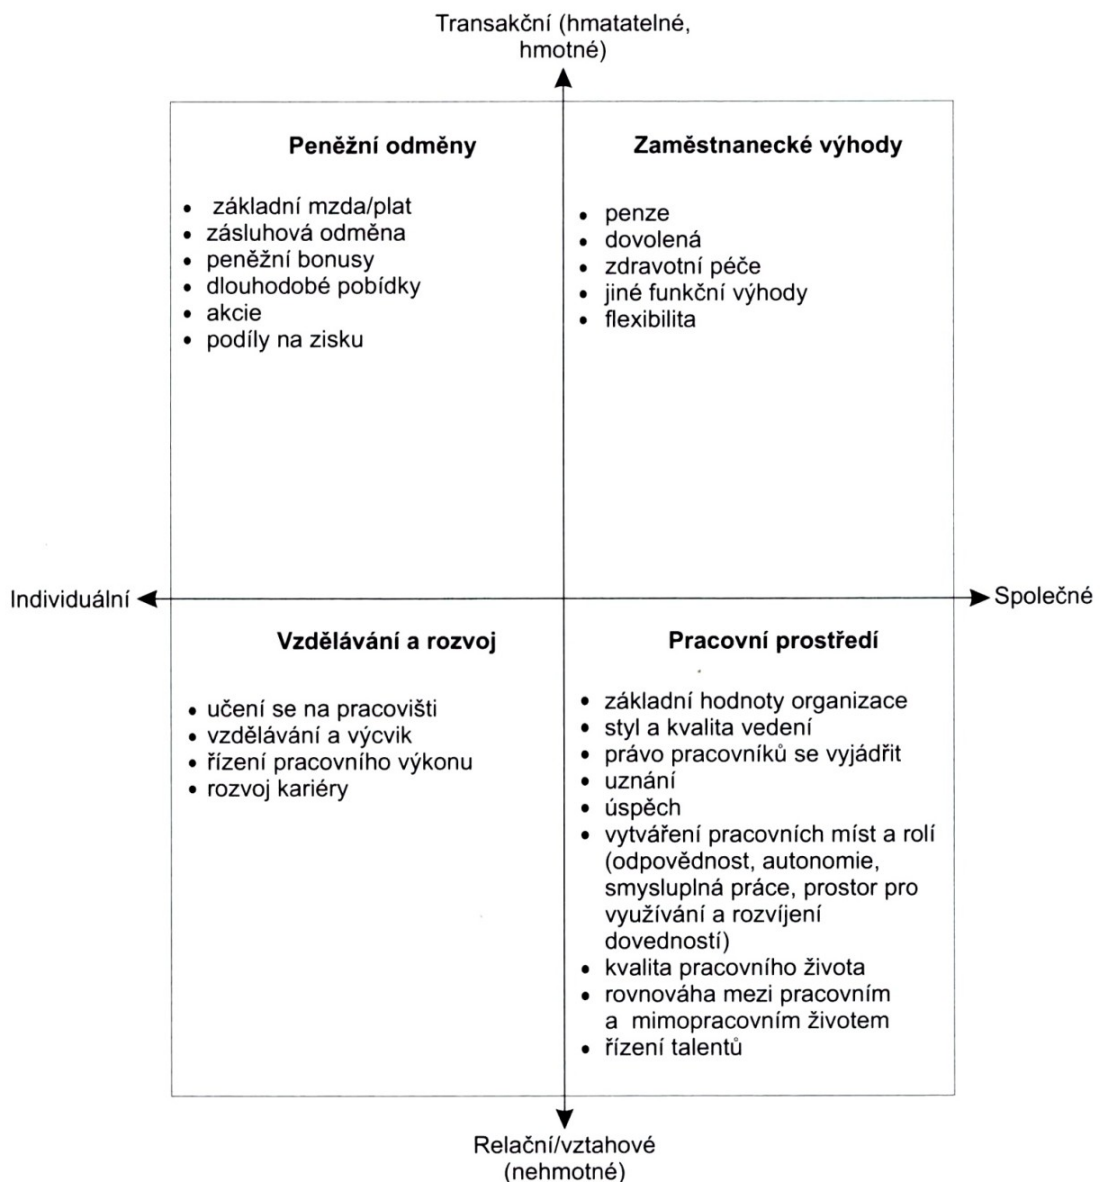 Transakční (hmatatelné,
hmotné)
Peněžní odměny
• základní mzda/plat
• zásluhová odměna
• peněžní bonusy
• dlouhodobé pobídky
• akcie
• podíly na zisku
Zaměstnanecké výhody
• penze
• dovolená
• zdravotní péče
• jiné funkční výhody
• flexibilita
Individuální
Společné
Vzdělávání a rozvoj
• učení se na pracovišti
• vzdělávání a výcvik
• řízení pracovního výkonu
• rozvoj kariéry
Pracovní prostředí
• základní hodnoty organizace
• styl a kvalita vedení
• právo pracovníků se vyjádřit
• uznání
• úspěch
• vytváření pracovních míst a rolí
(odpovědnost, autonomie,
smysluplná práce, prostor pro
využívání a rozvíjení
dovedností)
• kvalita pracovního života
• rovnováha mezi pracovním
a mimopracovním životem
• řízení talentů
Relační/vztahové
(nehmotné)